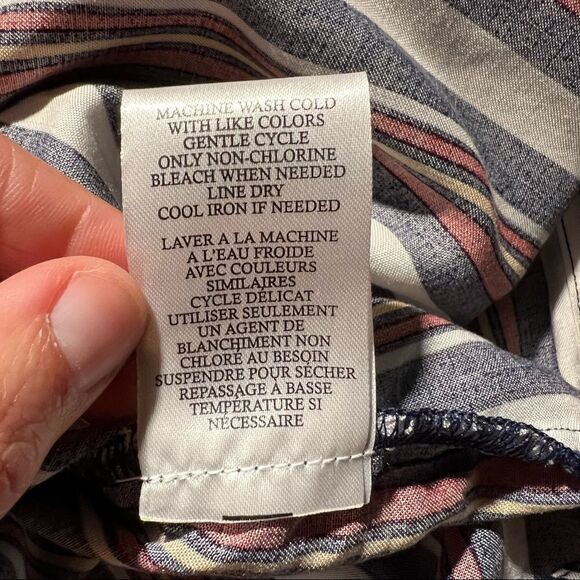 MACHINE WASH COLD
WITH LIKE COLORS
GENTLE CYCLE
ONLY NON-CHLORINE
BLEACH WHEN NEEDED
LINE DRY
COOL IRON IF NEEDED
LAVER A LA MACHINE
A L'EAU FROIDE
AVEC COULEURS
SIMILAIRES
CYCLE DÉLICAT
UTILISER SEULEMENT
UN AGENT DE
BLANCHIMENT NON
CHLORÉ AU BESOIN
SUSPENDRE POUR SÉCHER
REPASSAGE À BASSE
TEMPÉRATURE SI
NÉCESSAIRE